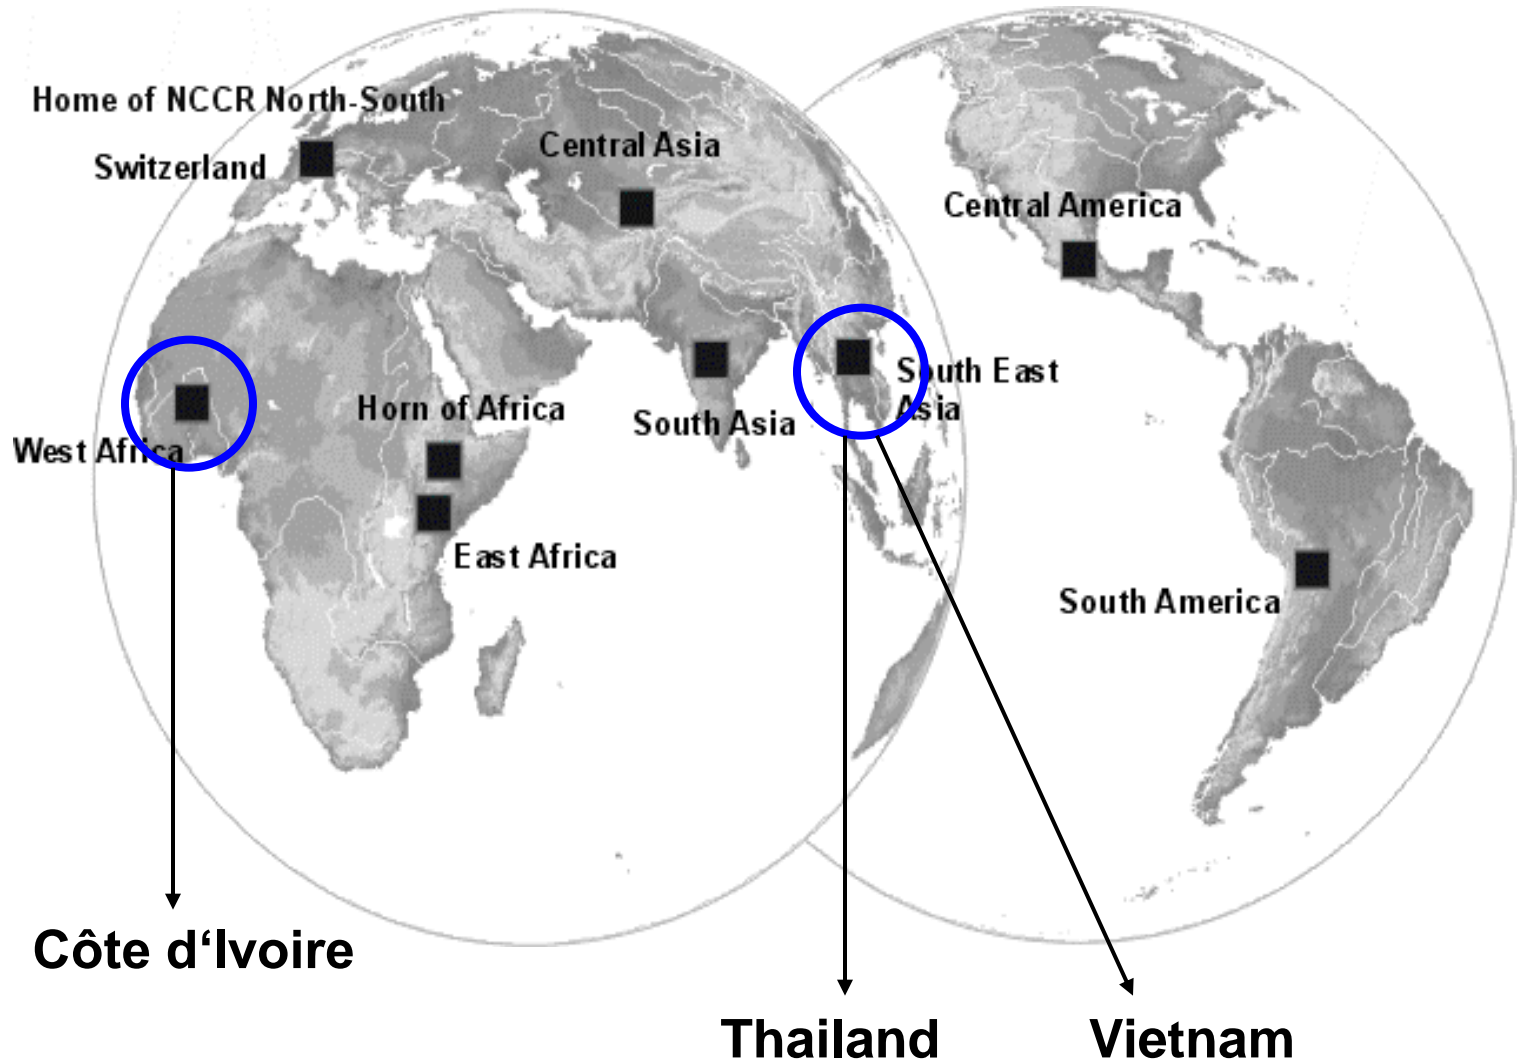 Home of NCCR North-South
Switzerland
Central Asia
Central America
West Africa
Horn of Africa
South Asia
South East
Asia
East Africa
South America
Côte d‘Ivoire
Thailand
Vietnam